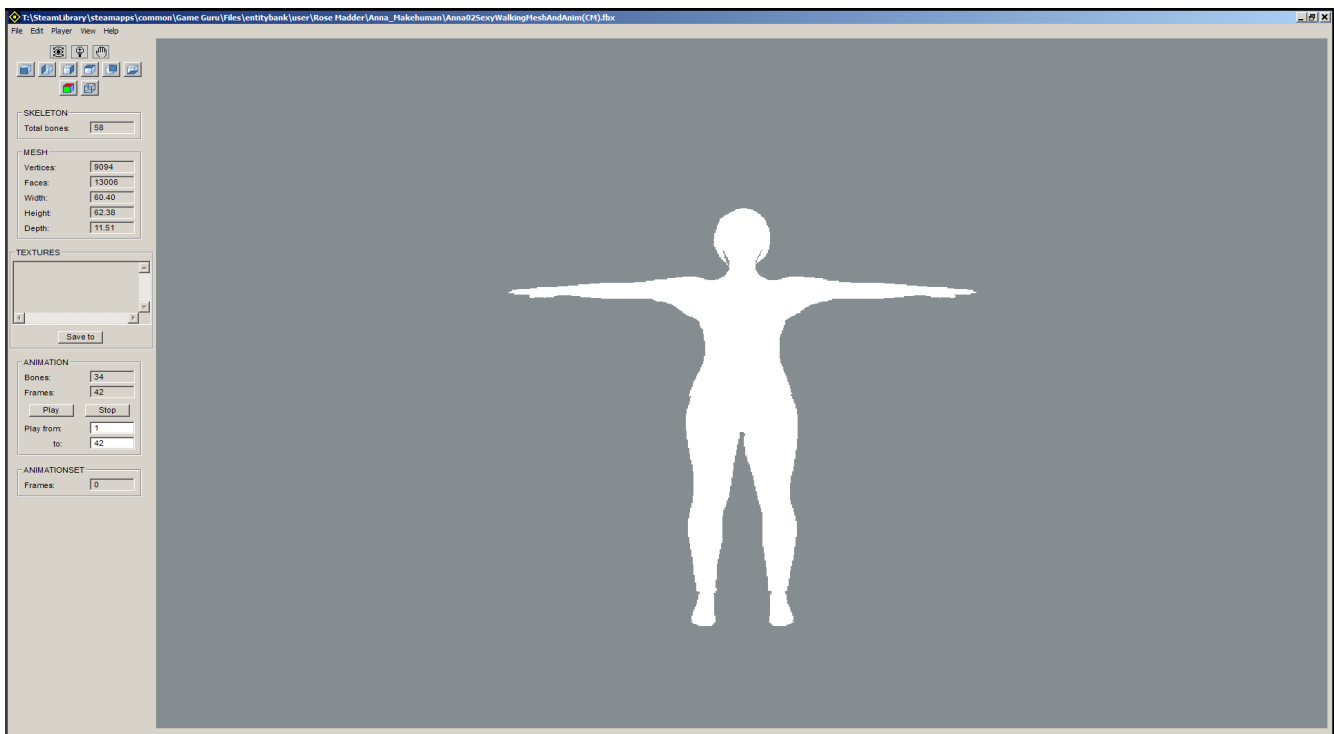 T:\SteamLibrary\steamapps\common\Game Guru\Files\entitybank\user\Rose Madder\Anna_Makehuman\Anna02SexyWalkingMeshAndAnim(CM).fbx
File Edit Player View Help
SKELETON
Total bones: 58
MESH
Vertices: 9094
Faces: 13006
Width: 60.40
Height: 62.38
Depth: 11.51
TEXTURES
Save to
ANIMATION
Bones: 34
Frames: 42
Play Stop
Play from: 1
to: 42
ANIMATIONSET
Frames: 0